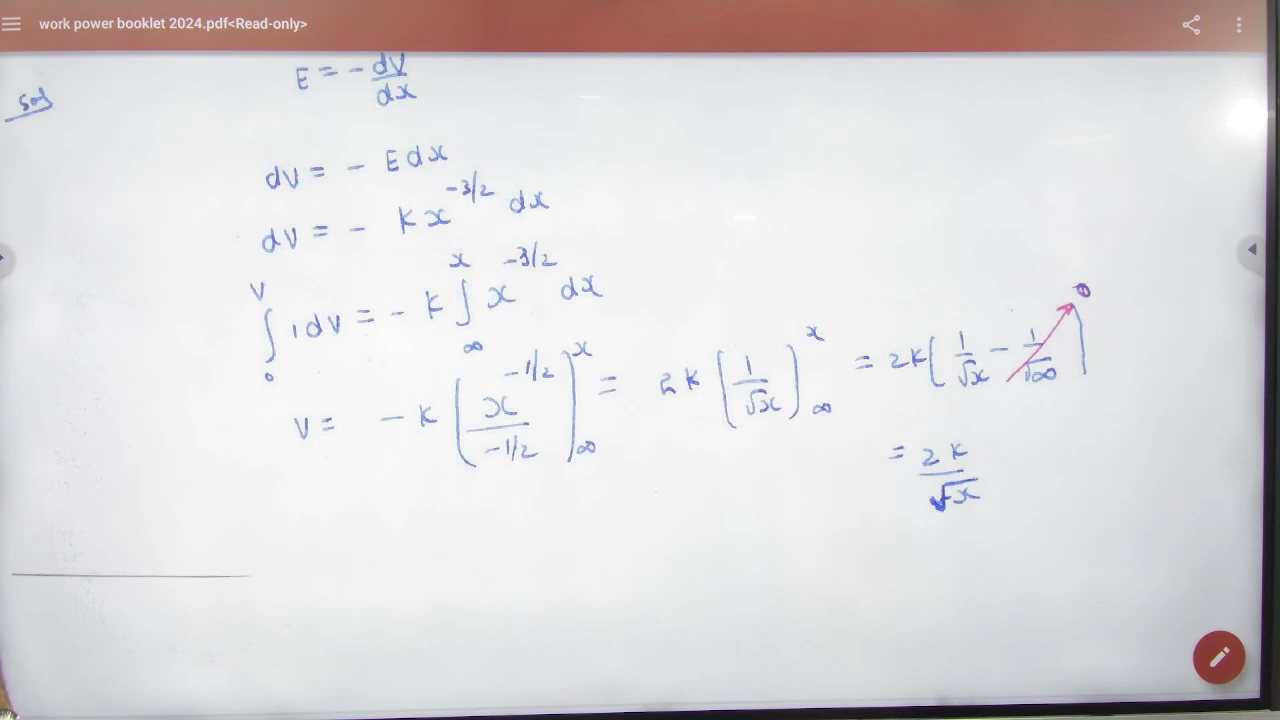 work power booklet 2024.pdf<Read-only>
Sol
E = - dV/dx
dV = - E dx
dV = - K x^-3/2 dx
∫_0^V 1 dV = - K ∫_∞^x x^-3/2 dx
V = - K [x^-1/2 / -1/2]_∞^x = 2K [1/√x]_∞^x = 2K [1/√x - 1/√∞] 0
= 2K/√x